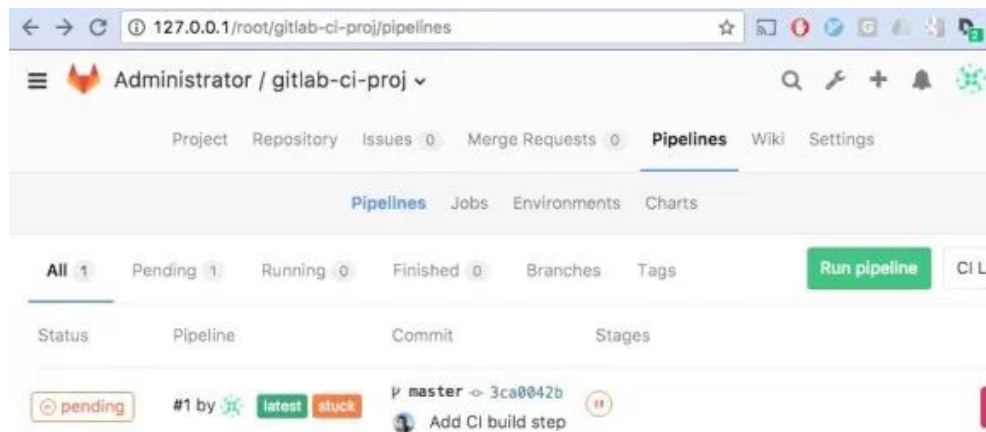 127.0.0.1/root/gitlab-ci-proj/pipelines
Administrator / gitlab-ci-proj
Project Repository Issues 0 Merge Requests 0 Pipelines Wiki Settings
Pipelines Jobs Environments Charts
All 1 Pending 1 Running 0 Finished 0 Branches Tags Run pipeline CI L
Status Pipeline Commit Stages
pending #1 by latest stuck master 3ca0042b
Add CI build step